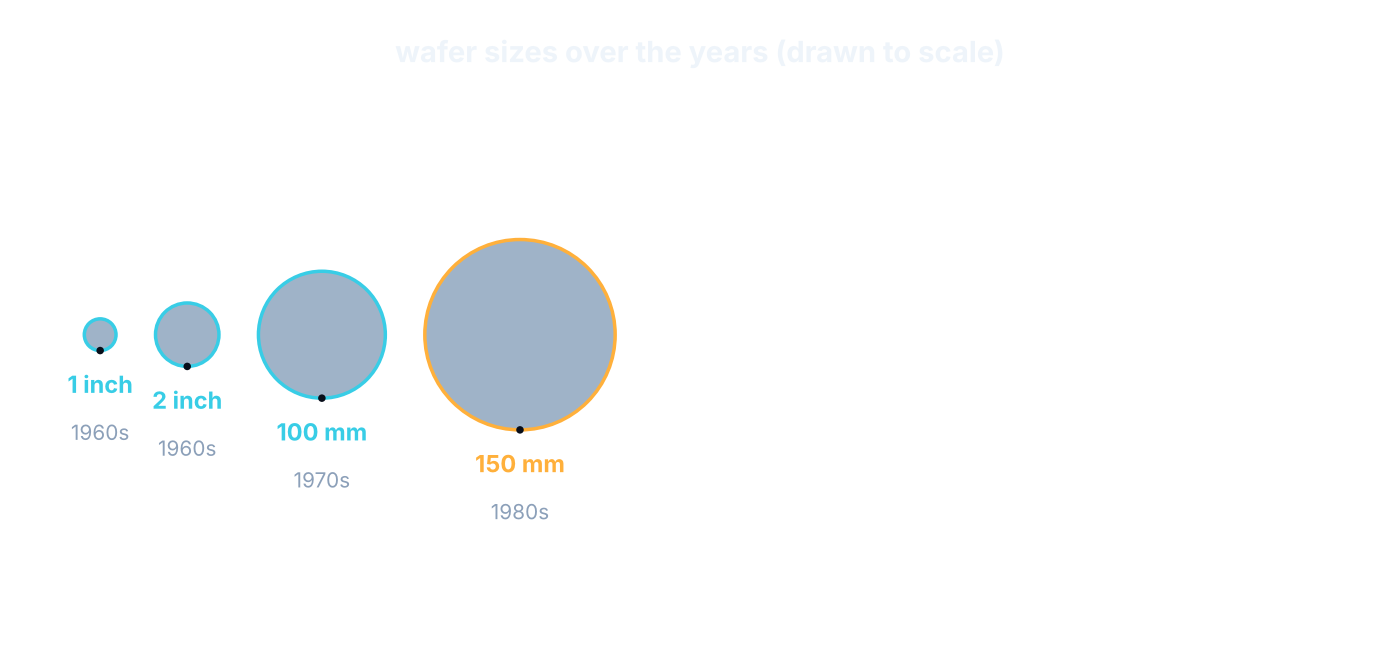 wafer sizes over the years (drawn to scale)
1 inch
1960s
2 inch
1960s
100 mm
1970s
150 mm
1980s